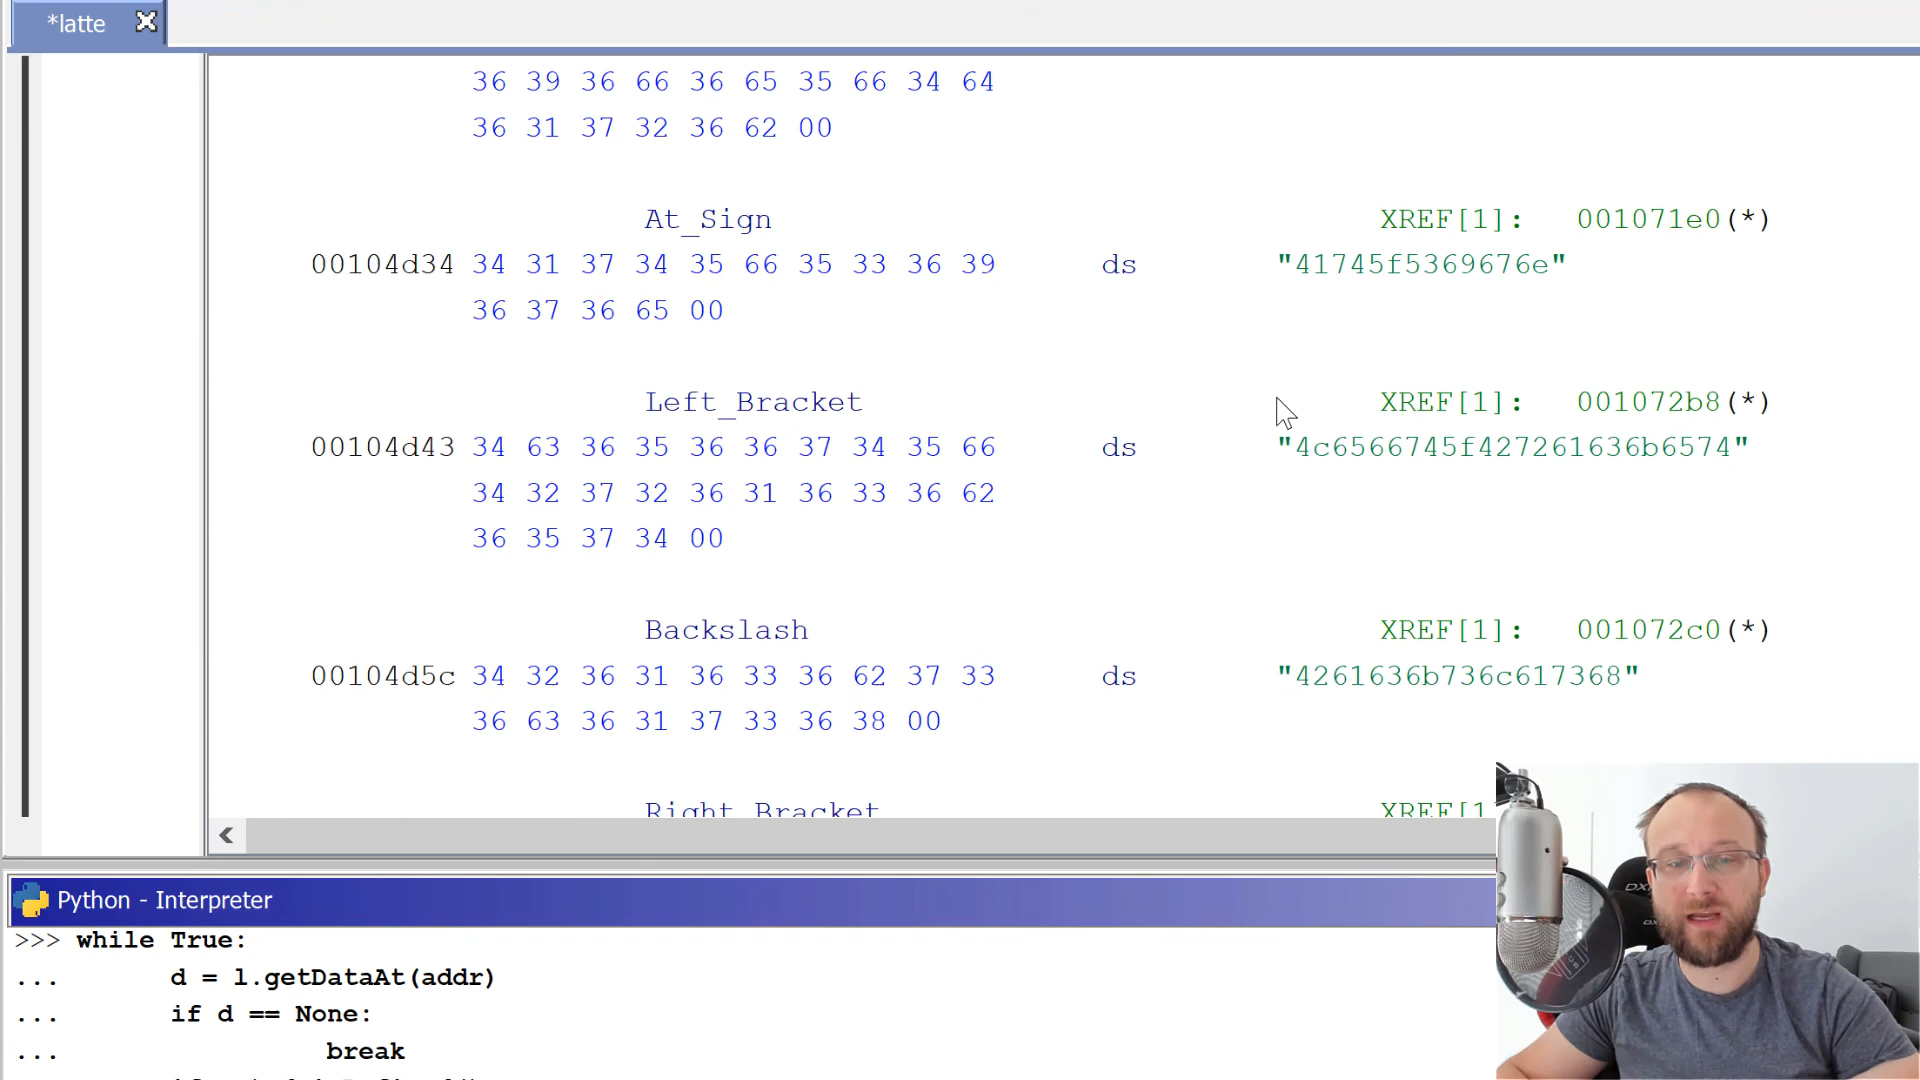 *latte
36 39 36 66 36 65 35 66 34 64
36 31 37 32 36 62 00
At_Sign XREF[1]: 001071e0(*)
00104d34 34 31 37 34 35 66 35 33 36 39 ds "41745f5369676e"
36 37 36 65 00
Left_Bracket XREF[1]: 001072b8(*)
00104d43 34 63 36 35 36 36 37 34 35 66 ds "4c6566745f427261636b6574"
34 32 37 32 36 31 36 33 36 62
36 35 37 34 00
Backslash XREF[1]: 001072c0(*)
00104d5c 34 32 36 31 36 33 36 62 37 33 ds "4261636b736c617368"
36 63 36 31 37 33 36 38 00
Right_Bracket XREF[1
Python - Interpreter
>>> while True:
... d = l.getDataAt(addr)
... if d == None:
... break